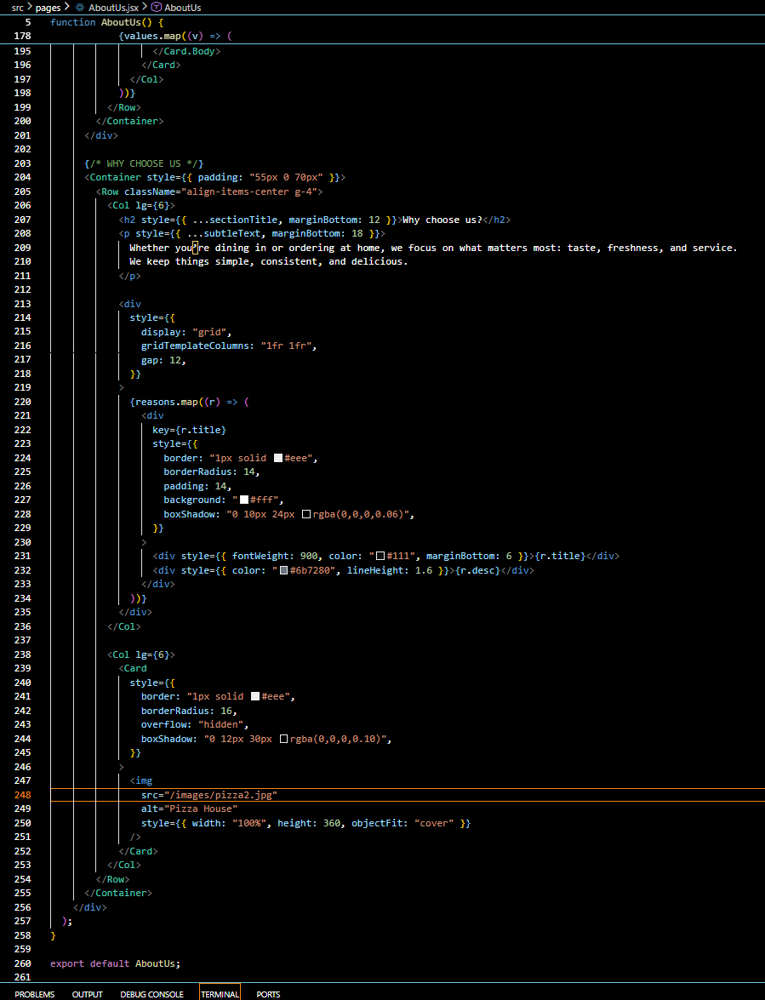 src > pages > AboutUs.jsx > AboutUs
5 function AboutUs() {
178 {values.map((v) => (
195 </Card.Body>
196 </Card>
197 </Col>
198 ))}
199 </Row>
200 </Container>
201 </div>
202
203 {/* WHY CHOOSE US */}
204 <Container style={{ padding: "55px 0 70px" }}>
205 <Row className="align-items-center g-4">
206 <Col lg={6}>
207 <h2 style={{ ...sectionTitle, marginBottom: 12 }}>Why choose us?</h2>
208 <p style={{ ...subtleText, marginBottom: 18 }}>
209 Whether you’re dining in or ordering at home, we focus on what matters most: taste, freshness, and service.
210 We keep things simple, consistent, and delicious.
211 </p>
212
213 <div
214 style={{
215 display: "grid",
216 gridTemplateColumns: "1fr 1fr",
217 gap: 12,
218 }}
219 >
220 {reasons.map((r) => (
221 <div
222 key={r.title}
223 style={{
224 border: "1px solid #eee",
225 borderRadius: 14,
226 padding: 14,
227 background: "#fff",
228 boxShadow: "0 10px 24px rgba(0,0,0,0.06)",
229 }}
230 >
231 <div style={{ fontWeight: 900, color: "#111", marginBottom: 6 }}>{r.title}</div>
232 <div style={{ color: "#6b7280", lineHeight: 1.6 }}>{r.desc}</div>
233 </div>
234 ))}
235 </div>
236 </Col>
237
238 <Col lg={6}>
239 <Card
240 style={{
241 border: "1px solid #eee",
242 borderRadius: 16,
243 overflow: "hidden",
244 boxShadow: "0 12px 30px rgba(0,0,0,0.10)",
245 }}
246 >
247 <img
248 src="/images/pizza2.jpg"
249 alt="Pizza House"
250 style={{ width: "100%", height: 360, objectFit: "cover" }}
251 />
252 </Card>
253 </Col>
254 </Row>
255 </Container>
256 </div>
257 );
258 }
259
260 export default AboutUs;
261
PROBLEMS OUTPUT DEBUG CONSOLE TERMINAL PORTS